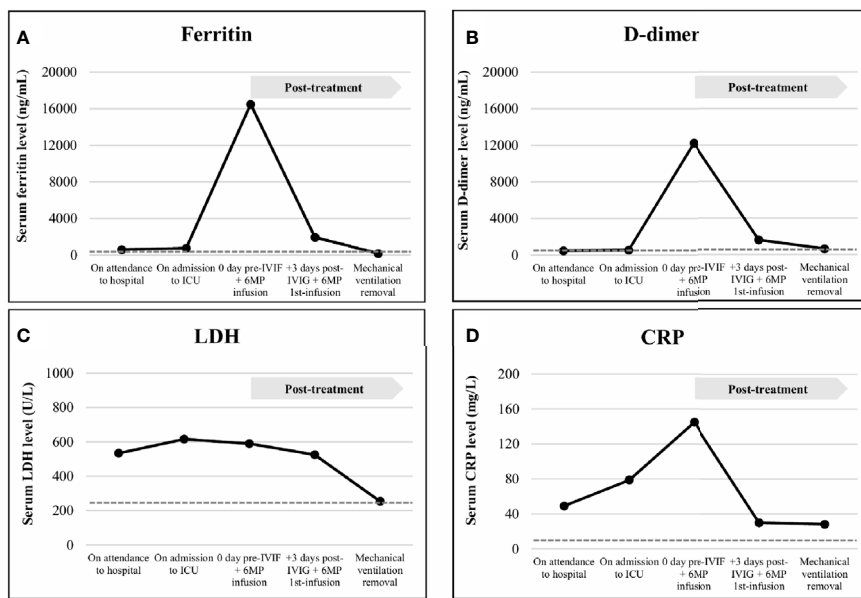 A
Ferritin
Serum ferritin level (ng/mL)
20000
16000
12000
8000
4000
0
Post-treatment
On attendance to hospital
On admission to ICU
0 day pre-IVIF + 6MP infusion
+3 days post-IVIG + 6MP 1st-infusion
Mechanical ventilation removal
B
D-dimer
Serum D-dimer level (ng/mL)
20000
16000
12000
8000
4000
0
Post-treatment
On attendance to hospital
On admission to ICU
0 day pre-IVIF + 6MP infusion
+3 days post-IVIG + 6MP 1st-infusion
Mechanical ventilation removal
C
LDH
Serum LDH level (U/L)
1000
800
600
400
200
0
Post-treatment
On attendance to hospital
On admission to ICU
0 day pre-IVIF + 6MP infusion
+3 days post-IVIG + 6MP 1st-infusion
Mechanical ventilation removal
D
CRP
Serum CRP level (mg/L)
200
160
120
80
40
0
Post-treatment
On attendance to hospital
On admission to ICU
0 day pre-IVIF + 6MP infusion
+3 days post-IVIG + 6MP 1st-infusion
Mechanical ventilation removal